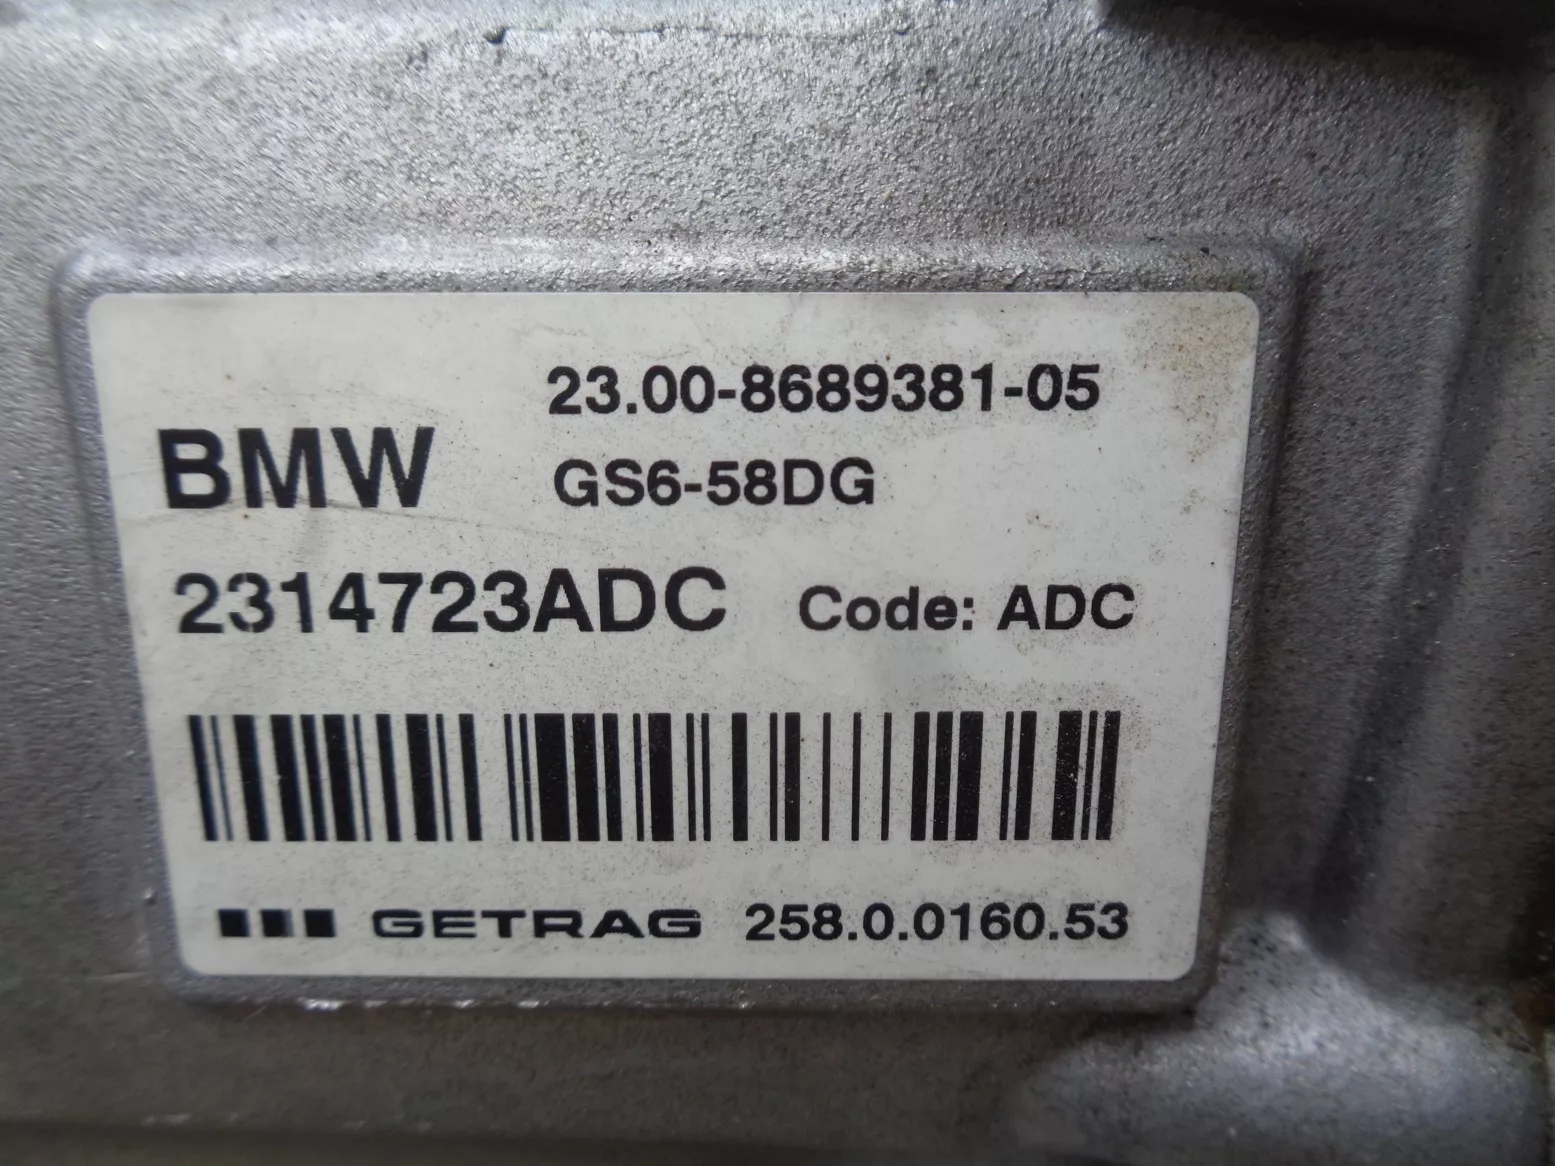 23.00-8689381-05
BMW GS6-58DG
2314723ADC Code: ADC
GETRAG 258.0.0160.53